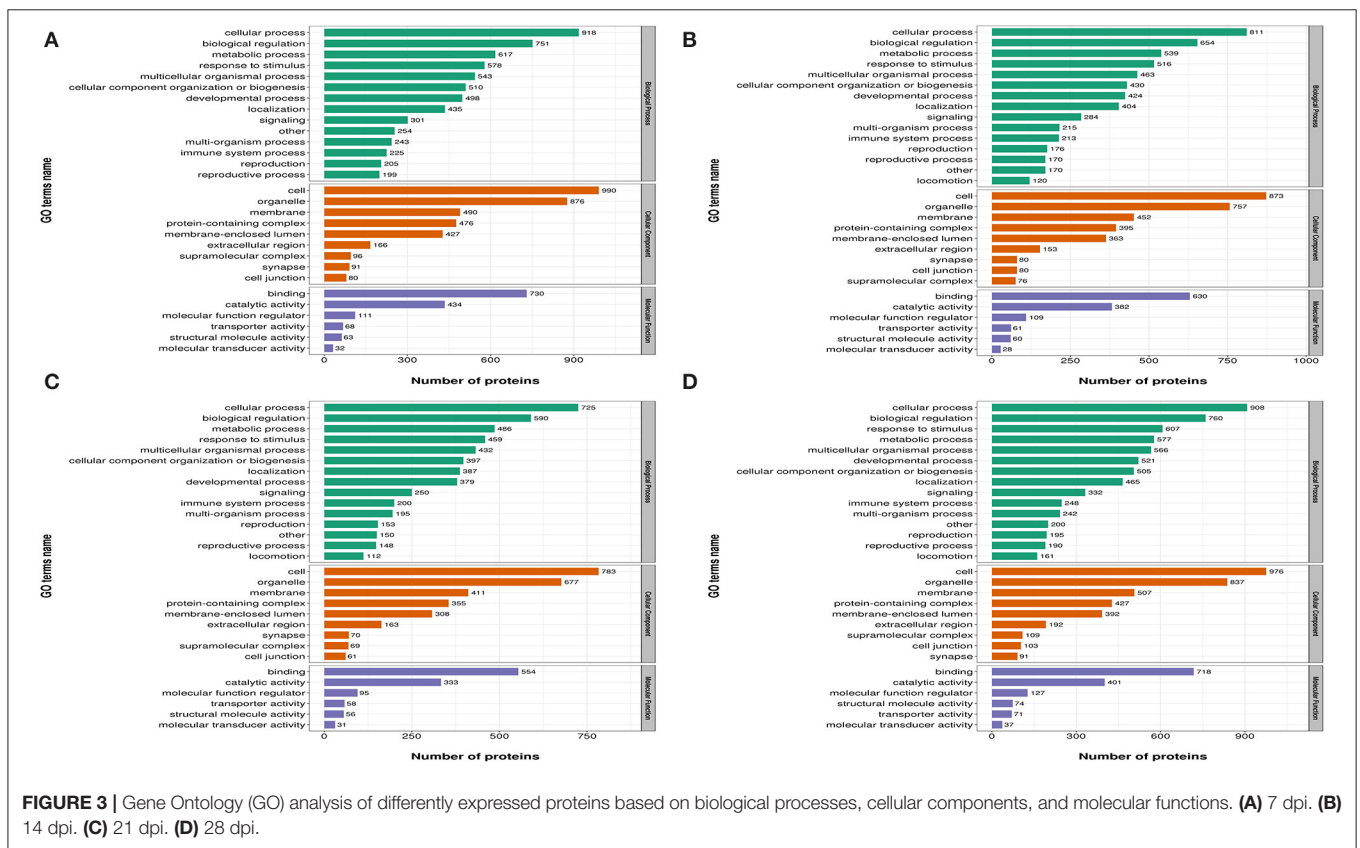 A
GO terms name
cellular process 918
biological regulation 751
metabolic process 617
response to stimulus 578
multicellular organismal process 543
cellular component organization or biogenesis 510
developmental process 498
localization 435
signaling 301
other 254
multi-organism process 243
immune system process 225
reproduction 205
reproductive process 199
Biological Process
cell 990
organelle 876
membrane 490
protein-containing complex 476
membrane-enclosed lumen 427
extracellular region 166
supramolecular complex 96
synapse 91
cell junction 80
Cellular Component
binding 730
catalytic activity 434
molecular function regulator 111
transporter activity 68
structural molecule activity 63
molecular transducer activity 32
Molecular Function
0 300 600 900
Number of proteins
B
GO terms name
cellular process 811
biological regulation 654
metabolic process 539
response to stimulus 516
multicellular organismal process 463
cellular component organization or biogenesis 430
developmental process 424
localization 404
signaling 284
multi-organism process 215
immune system process 213
reproduction 176
reproductive process 170
other 170
locomotion 120
Biological Process
cell 873
organelle 757
membrane 452
protein-containing complex 395
membrane-enclosed lumen 363
extracellular region 153
synapse 80
cell junction 80
supramolecular complex 76
Cellular Component
binding 630
catalytic activity 382
molecular function regulator 109
transporter activity 61
structural molecule activity 60
molecular transducer activity 28
Molecular Function
0 250 500 750 1000
Number of proteins
C
GO terms name
cellular process 725
biological regulation 590
metabolic process 486
response to stimulus 459
multicellular organismal process 432
cellular component organization or biogenesis 397
localization 387
developmental process 379
signaling 250
immune system process 200
multi-organism process 195
reproduction 153
other 150
reproductive process 148
locomotion 112
Biological Process
cell 783
organelle 677
membrane 411
protein-containing complex 355
membrane-enclosed lumen 308
extracellular region 163
synapse 70
supramolecular complex 69
cell junction 61
Cellular Component
binding 554
catalytic activity 333
molecular function regulator 95
transporter activity 58
structural molecule activity 56
molecular transducer activity 31
Molecular Function
0 250 500 750
Number of proteins
D
GO terms name
cellular process 908
biological regulation 760
response to stimulus 607
metabolic process 577
multicellular organismal process 566
developmental process 521
cellular component organization or biogenesis 505
localization 465
signaling 332
immune system process 248
multi-organism process 242
other 200
reproduction 195
reproductive process 190
locomotion 161
Biological Process
cell 976
organelle 837
membrane 507
protein-containing complex 427
membrane-enclosed lumen 392
extracellular region 192
supramolecular complex 109
cell junction 103
synapse 91
Cellular Component
binding 718
catalytic activity 401
molecular function regulator 127
structural molecule activity 74
transporter activity 71
molecular transducer activity 37
Molecular Function
0 300 600 900
Number of proteins
FIGURE 3 | Gene Ontology (GO) analysis of differently expressed proteins based on biological processes, cellular components, and molecular functions. (A) 7 dpi. (B)
14 dpi. (C) 21 dpi. (D) 28 dpi.